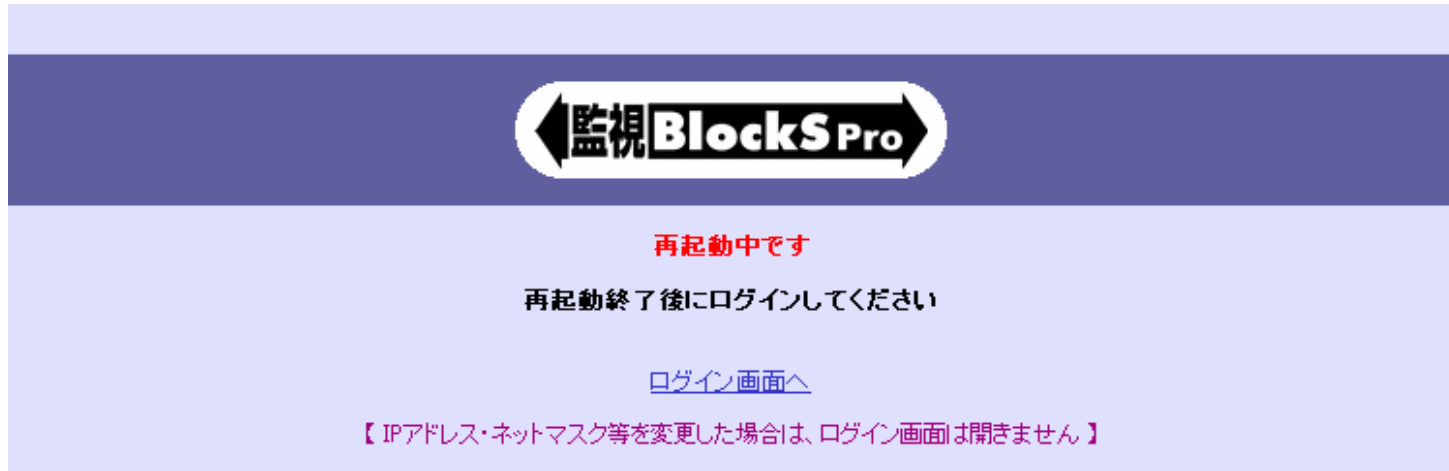 監視BlockS Pro
再起動中です
再起動終了後にログインしてください
ログイン画面へ
【 IPアドレス・ネットマスク等を変更した場合は、ログイン画面は開きません 】